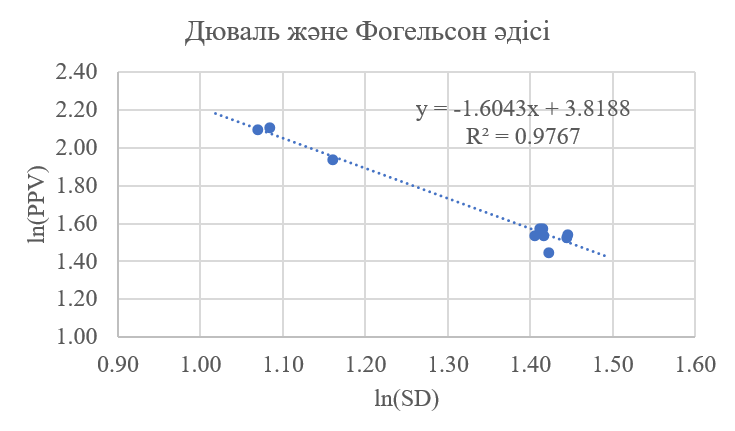 Дюваль және Фогельсон әдісі
2.40
2.20
2.00
1.80
1.60
1.40
1.20
1.00
ln(PPV)
y = -1.6043x + 3.8188
R² = 0.9767
0.90 1.00 1.10 1.20 1.30 1.40 1.50 1.60
ln(SD)